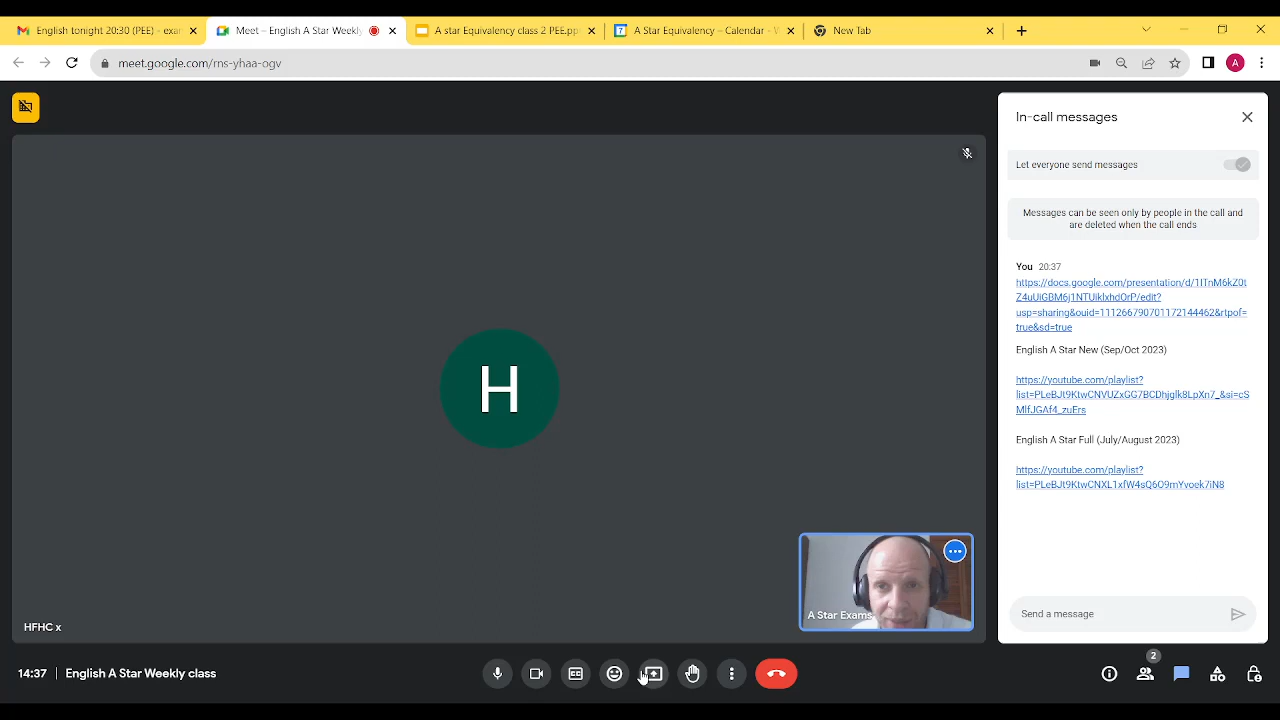 English tonight 20:30 (PEE) - exa
Meet – English A Star Weekly
A star Equivalency class 2 PEE.pp
A Star Equivalency – Calendar - W
New Tab
meet.google.com/rns-yhaa-ogv
A
In-call messages
Let everyone send messages
Messages can be seen only by people in the call and
are deleted when the call ends
You 20:37
https://docs.google.com/presentation/d/1ITnM6kZ0t
Z4uUiGBM6j1NTUiklxhdOrP/edit?
usp=sharing&ouid=111266790701172144462&rtpof=
true&sd=true
English A Star New (Sep/Oct 2023)
https://youtube.com/playlist?
list=PLeBJt9KtwCNVUZxGG7BCDhjglk8LpXn7_&si=cS
MlfJGAf4_zuErs
English A Star Full (July/August 2023)
https://youtube.com/playlist?
list=PLeBJt9KtwCNXL1xfW4sQ6O9mYvoek7iN8
H
A Star Exams
HFHC x
Send a message
14:37 | English A Star Weekly class
2